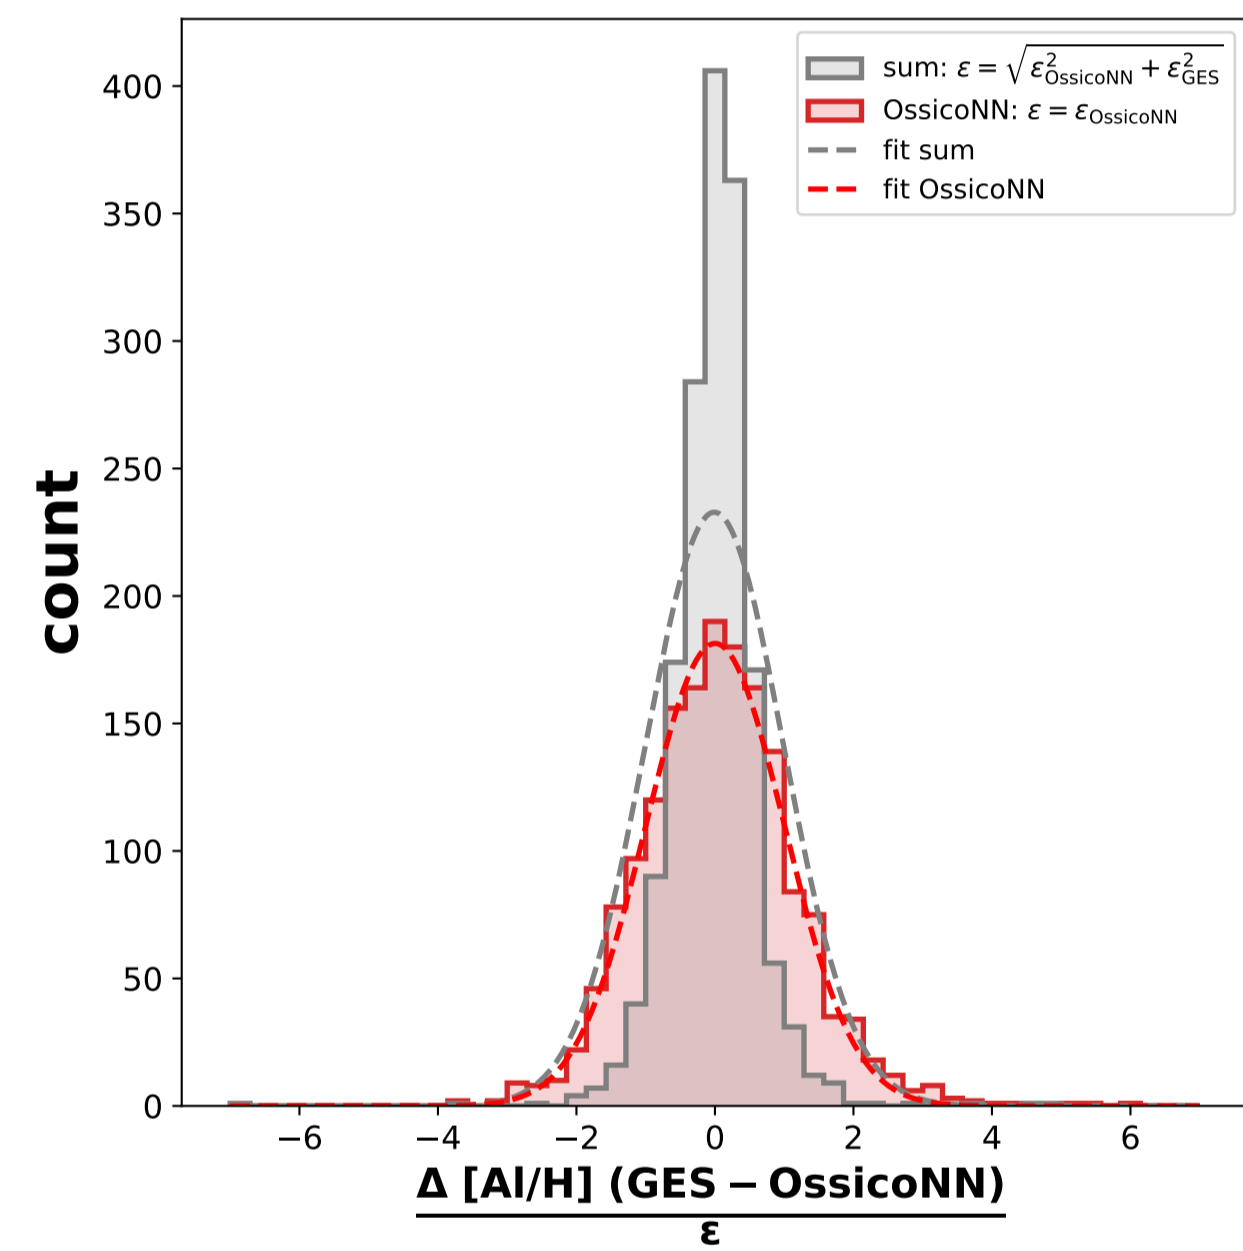 sum: ε = √ε²OssicoNN + ε²GES
OssicoNN: ε = εOssicoNN
fit sum
fit OssicoNN
count
400
350
300
250
200
150
100
50
0
−6 −4 −2 0 2 4 6
Δ [Al/H] (GES − OssicoNN)
ε